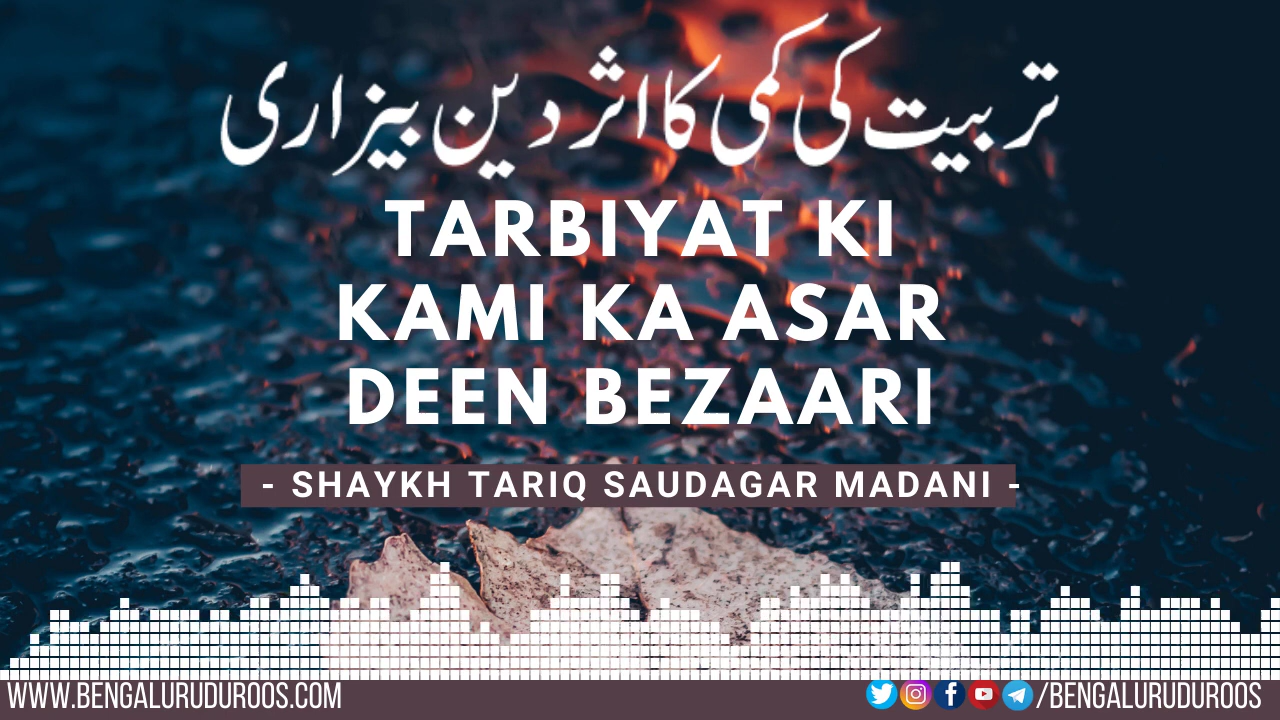 تربیت کی کمی کا اثر دین بیزاری
TARBIYAT KI
KAMI KA ASAR
DEEN BEZAARI
- SHAYKH TARIQ SAUDAGAR MADANI -
WWW.BENGALURUDUROOS.COM
/BENGALURUDUROOS